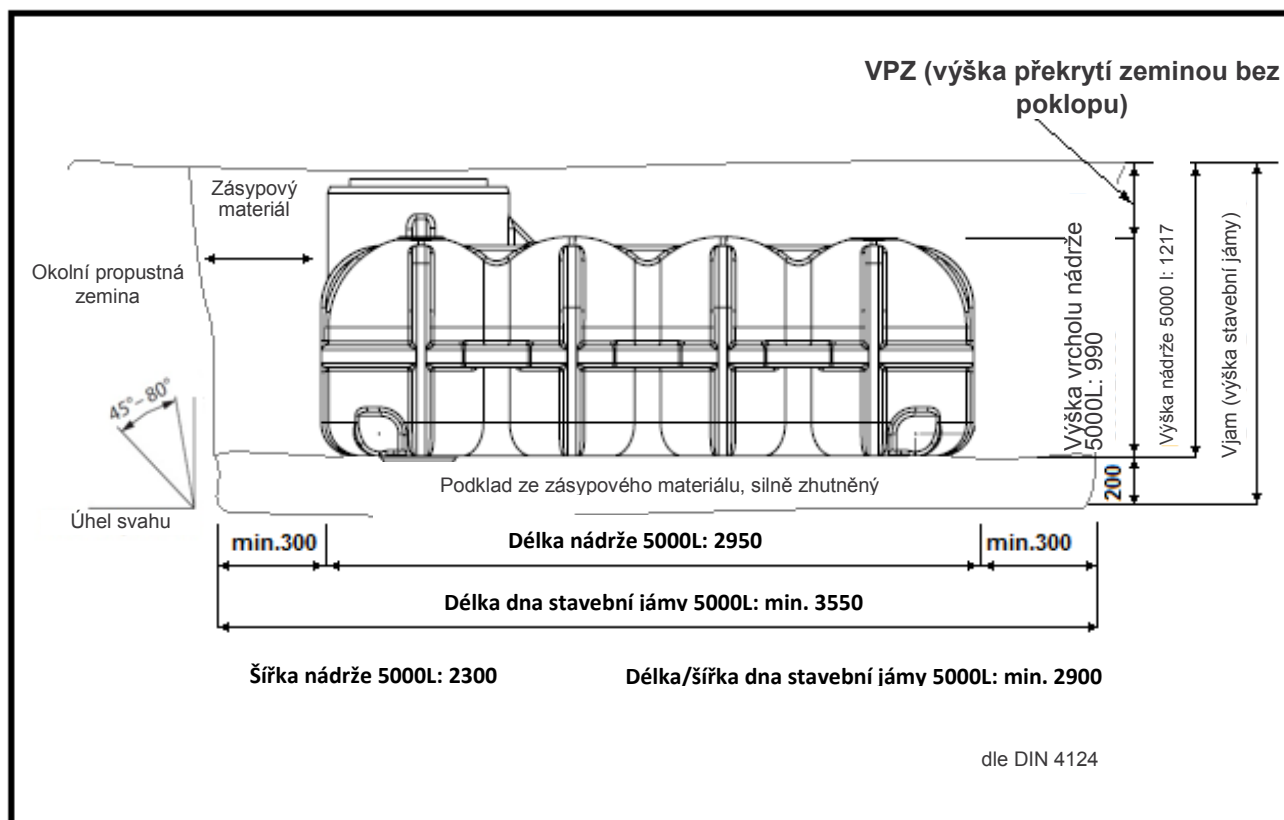 VPZ (výška překrytí zeminou bez
poklopu)
Zásypový
materiál
Okolní propustná
zemina
45°– 80°
Úhel svahu
Výška vrcholu nádrže
5000L: 990
Výška nádrže 5000 l: 1217
Vjam (výška stavební jámy)
200
Podklad ze zásypového materiálu, silně zhutněný
min.300
Délka nádrže 5000L: 2950
min.300
Délka dna stavební jámy 5000L: min. 3550
Šířka nádrže 5000L: 2300
Délka/šířka dna stavební jámy 5000L: min. 2900
dle DIN 4124